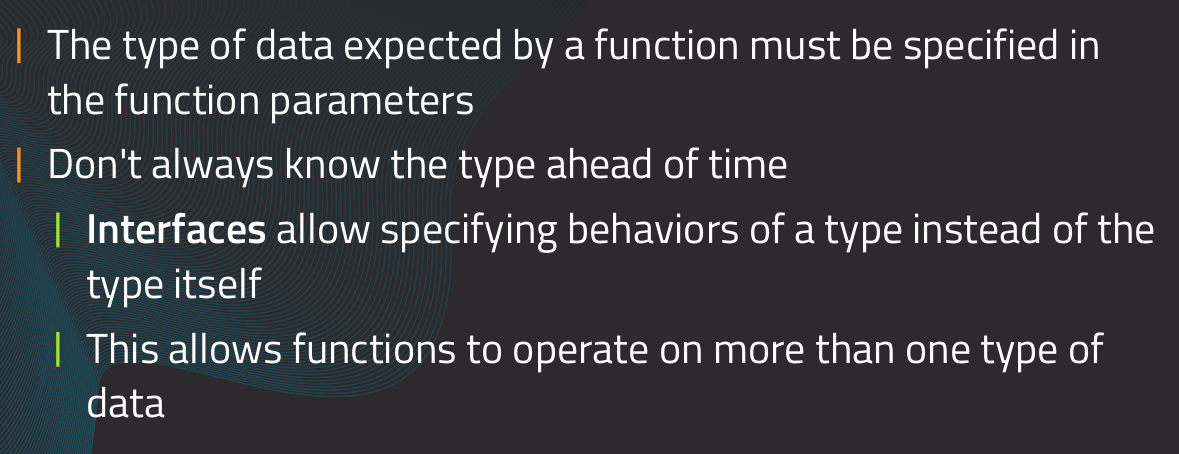 The type of data expected by a function must be specified in
the function parameters
Don't always know the type ahead of time
Interfaces allow specifying behaviors of a type instead of the
type itself
This allows functions to operate on more than one type of
data